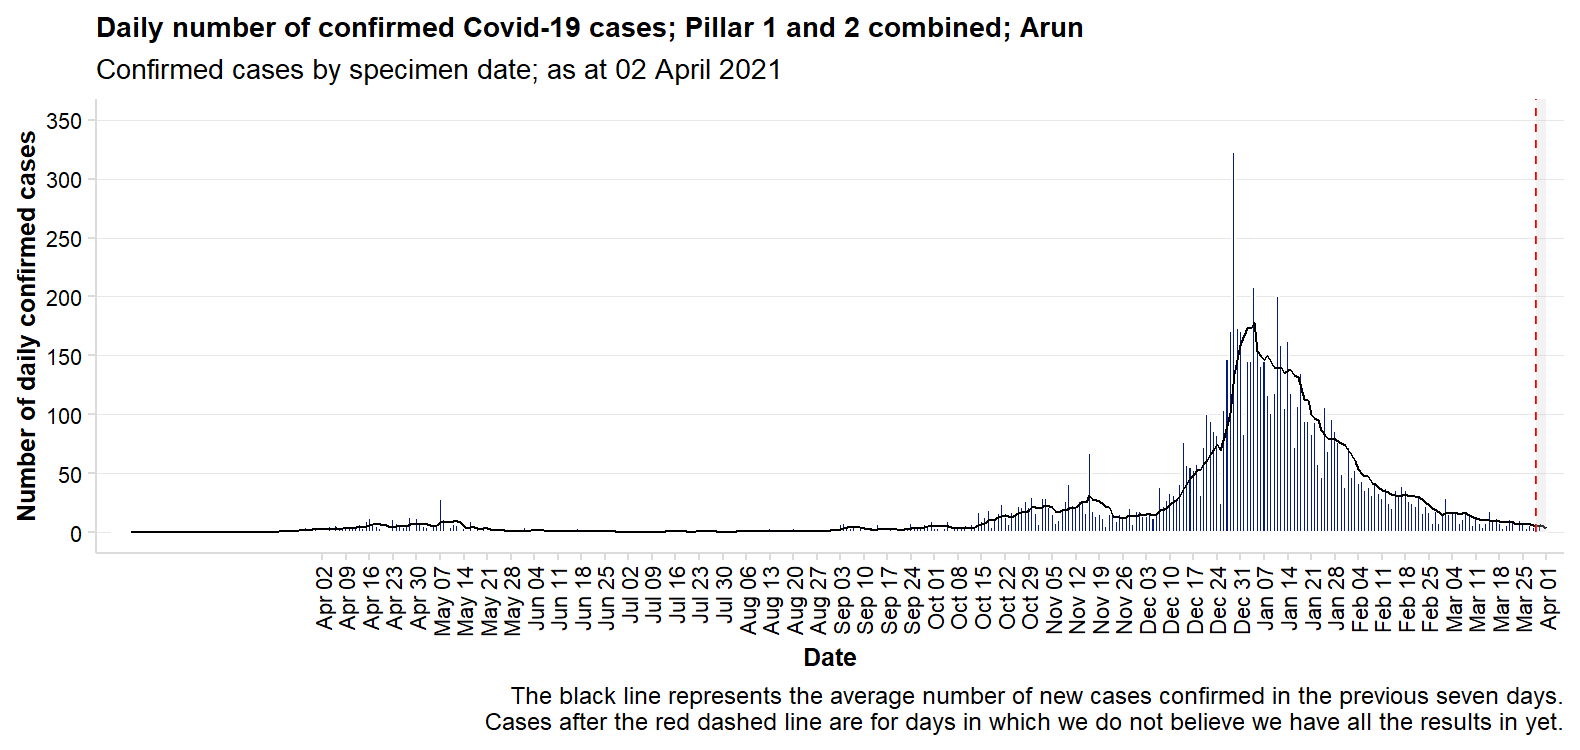 Daily number of confirmed Covid-19 cases; Pillar 1 and 2 combined; Arun
Confirmed cases by specimen date; as at 02 April 2021
Number of daily confirmed cases
350
300
250
200
150
100
50
0
Apr 02
Apr 09
Apr 16
Apr 23
Apr 30
May 07
May 14
May 21
May 28
Jun 04
Jun 11
Jun 18
Jun 25
Jul 02
Jul 09
Jul 16
Jul 23
Jul 30
Aug 06
Aug 13
Aug 20
Aug 27
Sep 03
Sep 10
Sep 17
Sep 24
Oct 01
Oct 08
Oct 15
Oct 22
Oct 29
Nov 05
Nov 12
Nov 19
Nov 26
Dec 03
Dec 10
Dec 17
Dec 24
Dec 31
Jan 07
Jan 14
Jan 21
Jan 28
Feb 04
Feb 11
Feb 18
Feb 25
Mar 04
Mar 11
Mar 18
Mar 25
Apr 01
Date
The black line represents the average number of new cases confirmed in the previous seven days.
Cases after the red dashed line are for days in which we do not believe we have all the results in yet.